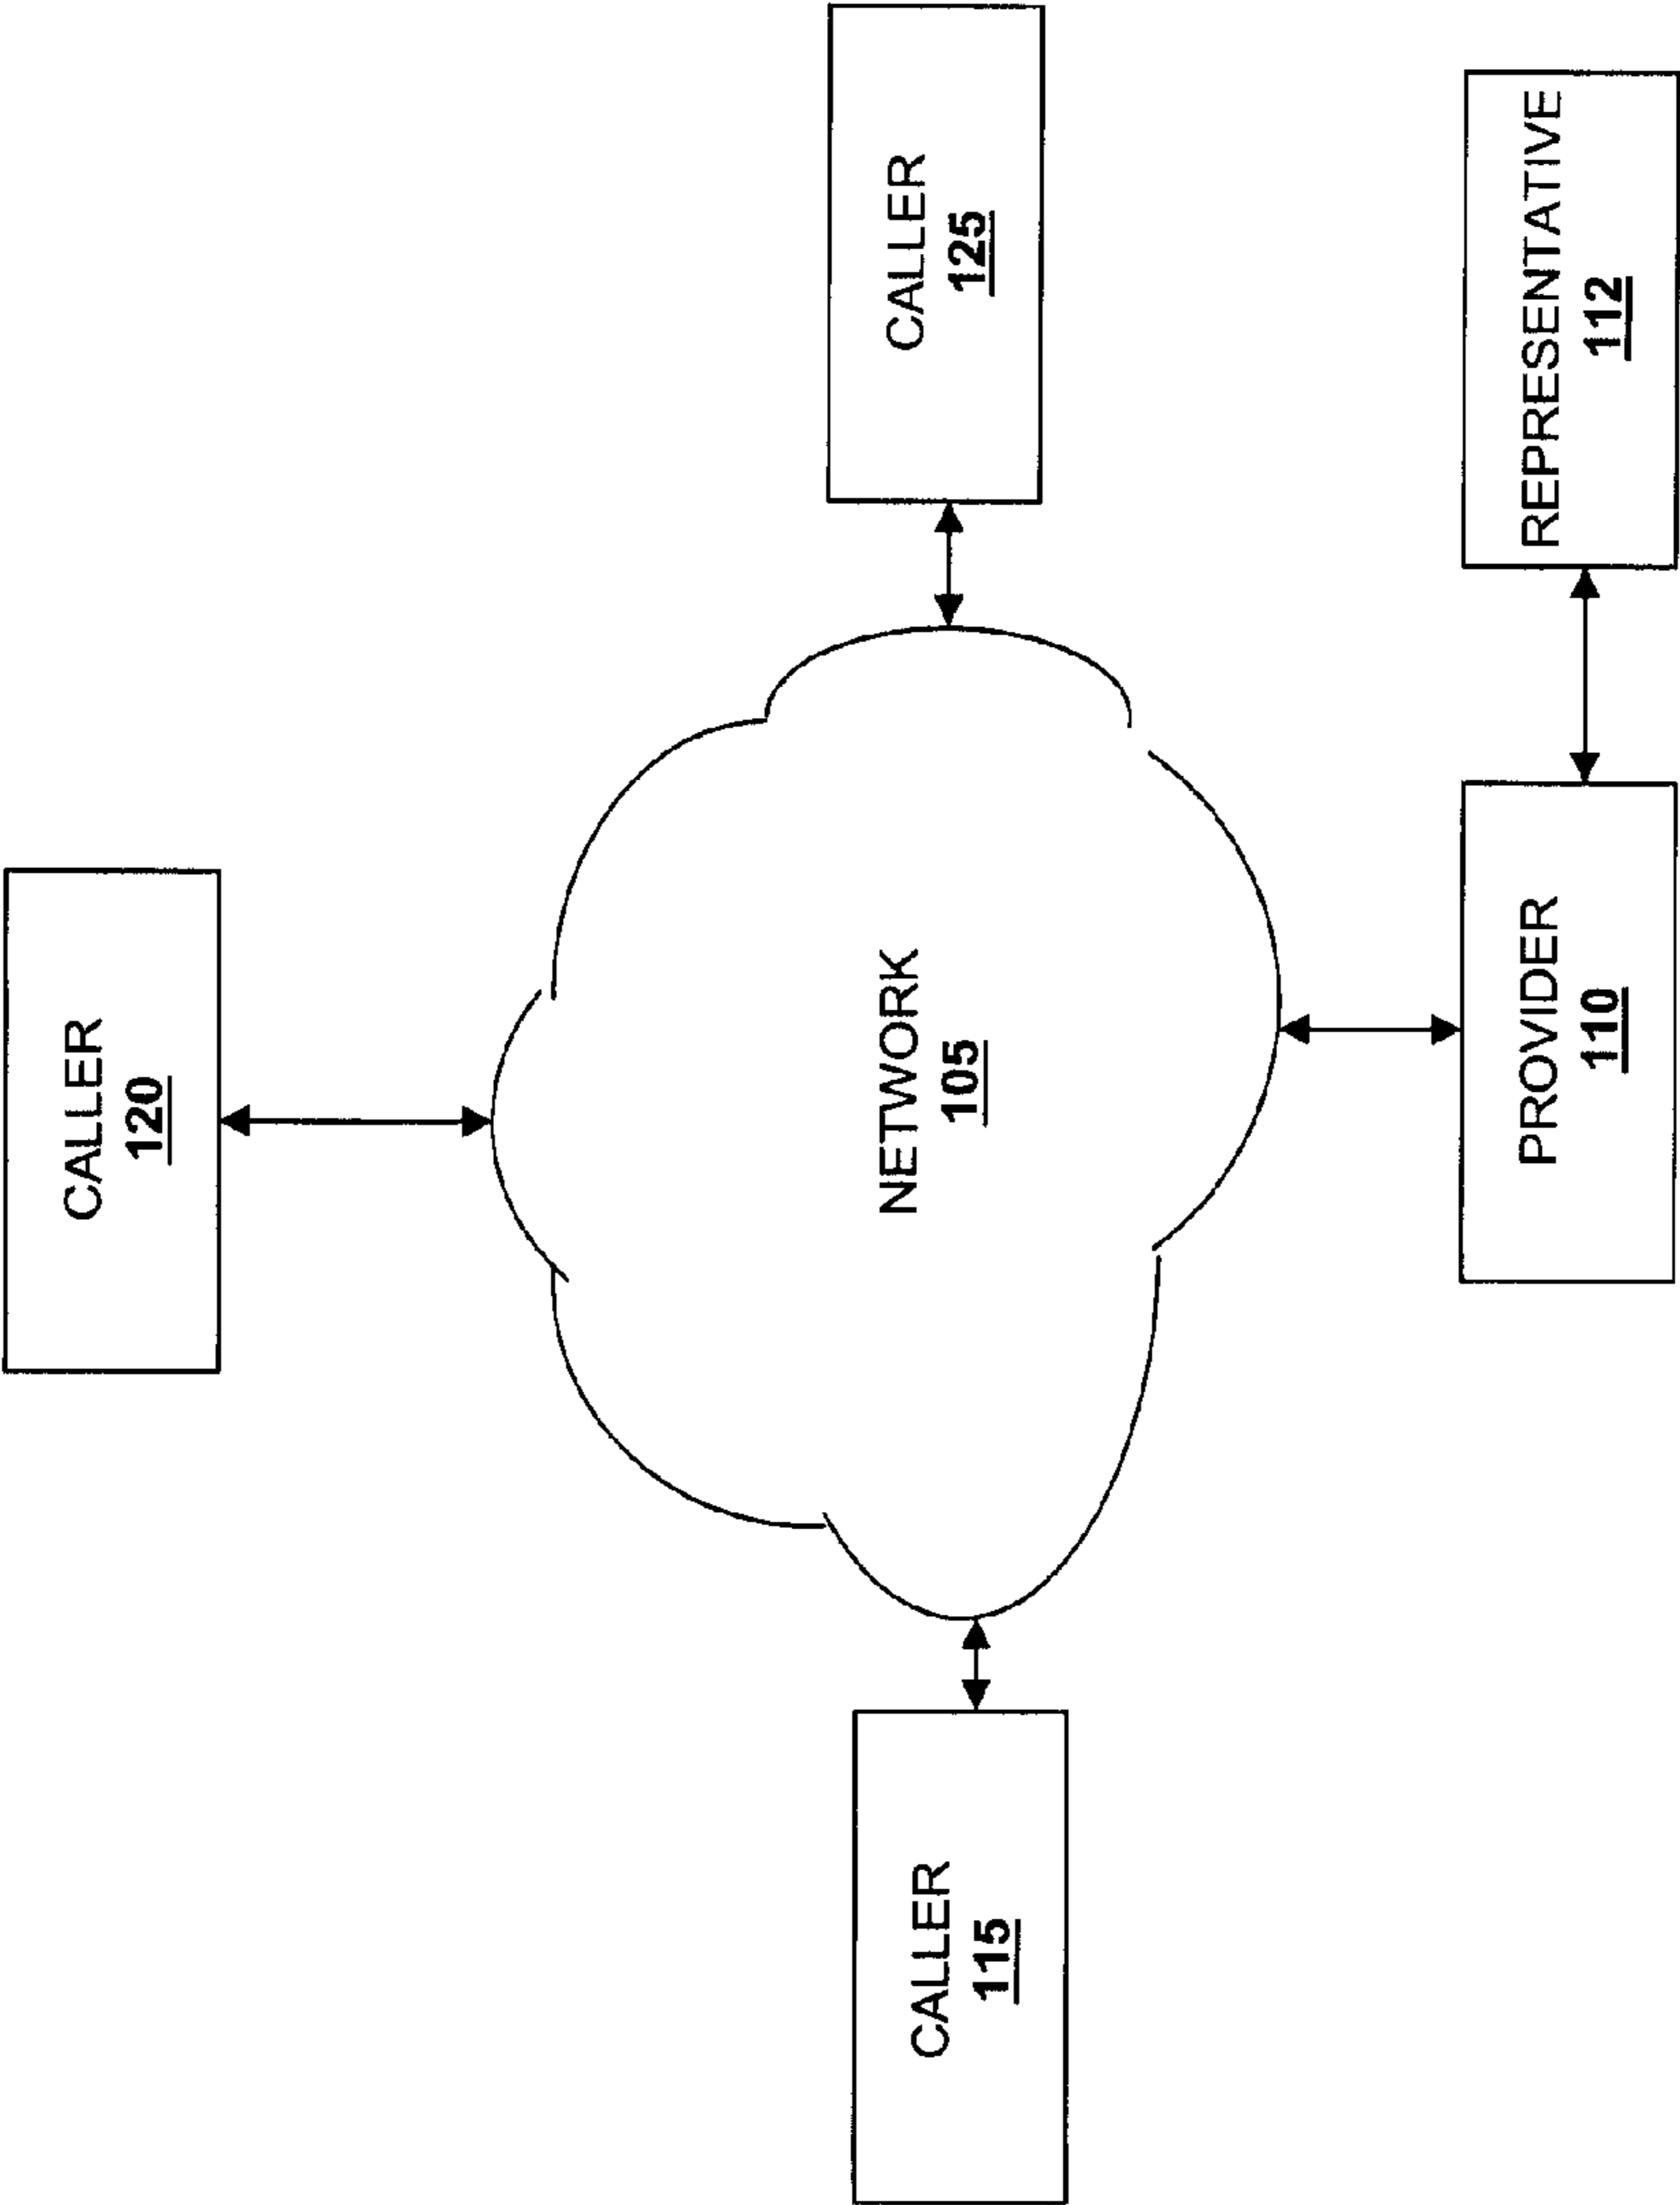 CALLER
120
CALLER
115
NETWORK
105
CALLER
125
PROVIDER
110
REPRESENTATIVE
112